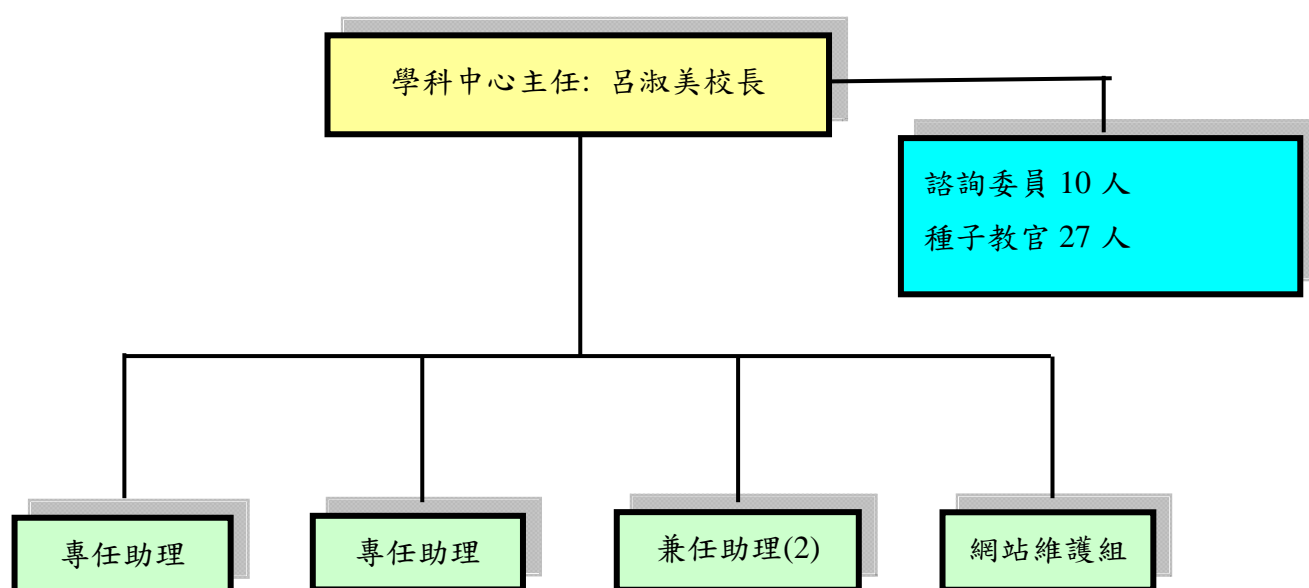 學科中心主任: 呂淑美校長
諮詢委員 10 人
種子教官 27 人
專任助理
專任助理
兼任助理(2)
網站維護組